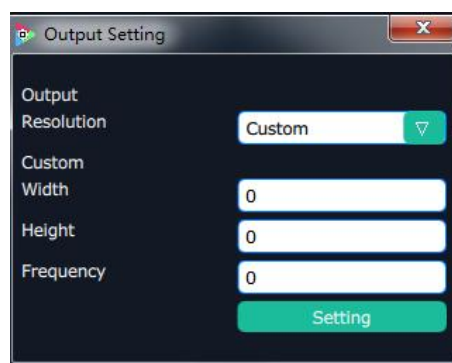 Output Setting
Output
Resolution Custom
Custom
Width 0
Height 0
Frequency 0
Setting